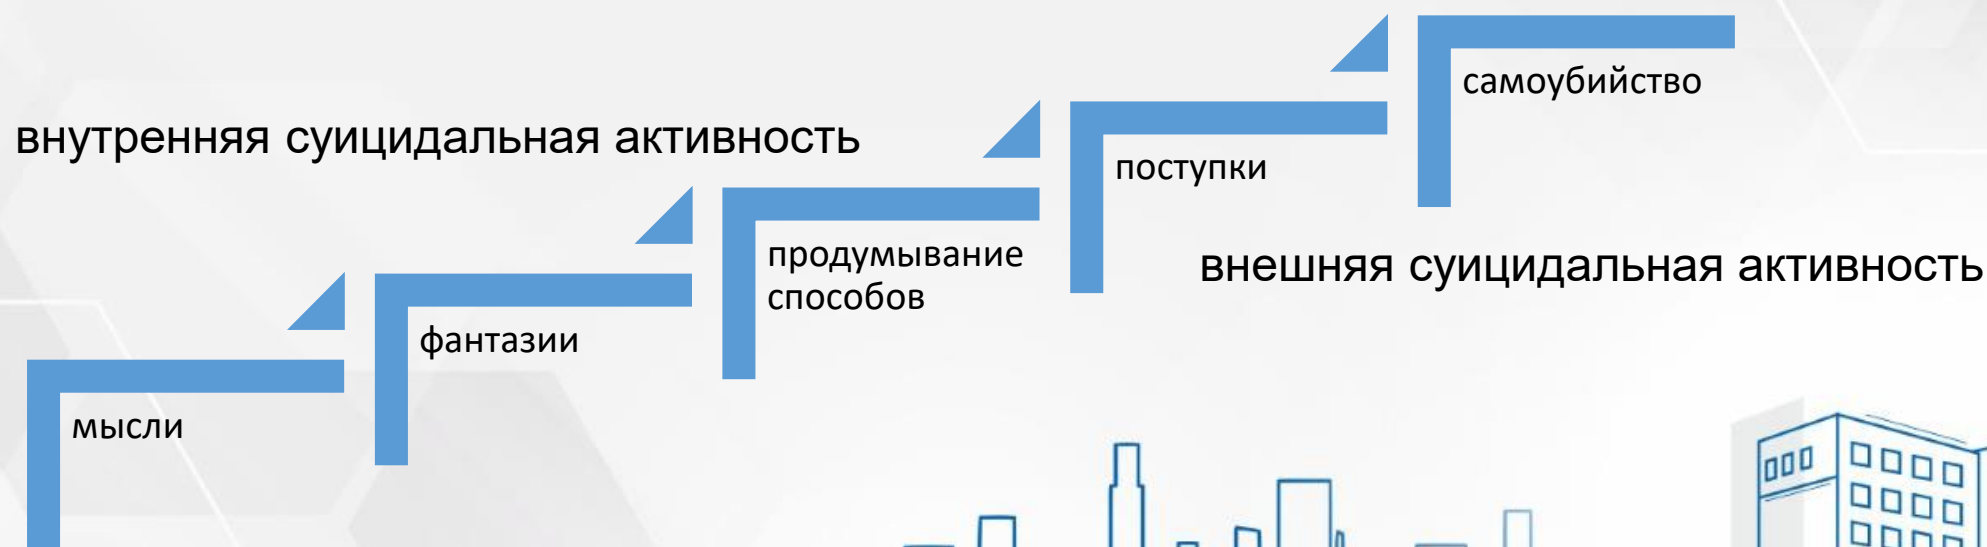 самоубийство
внутренняя суицидальная активность
поступки
продумывание
способов
внешняя суицидальная активность
фантазии
мысли